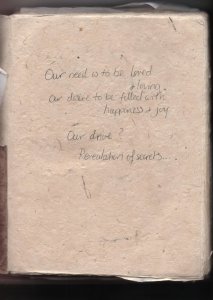 Our need is to be loved
& loving
Our desire to be filled with
happiness & joy
Our drive?
Revealation of secrets...